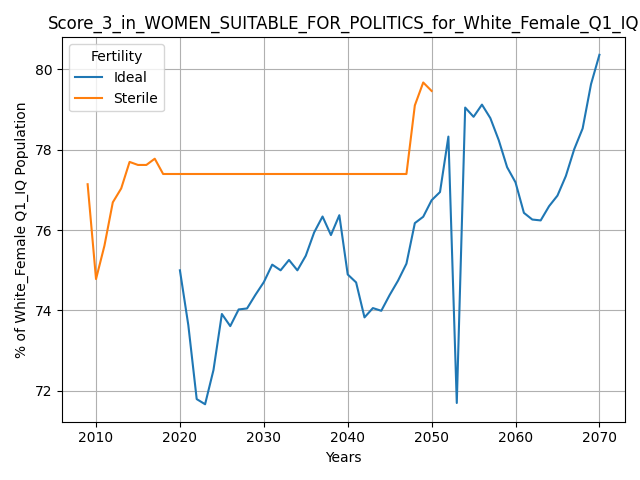 Score_3_in_WOMEN_SUITABLE_FOR_POLITICS_for_White_Female_Q1_IQ
Fertility
Ideal
Sterile
% of White_Female Q1_IQ Population
80
78
76
74
72
2010 2020 2030 2040 2050 2060 2070
Years